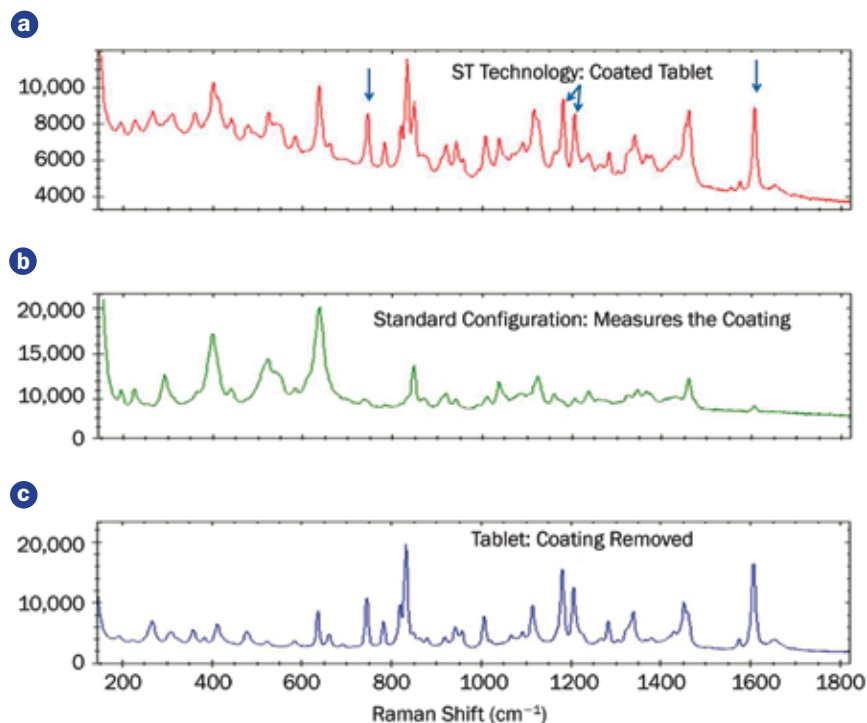 a
ST Technology: Coated Tablet
10,000
8000
6000
4000
b
Standard Configuration: Measures the Coating
20,000
15,000
10,000
0
c
Tablet: Coating Removed
20,000
10,000
0
200 400 600 800 1000 1200 1400 1600 1800
Raman Shift (cm⁻¹)